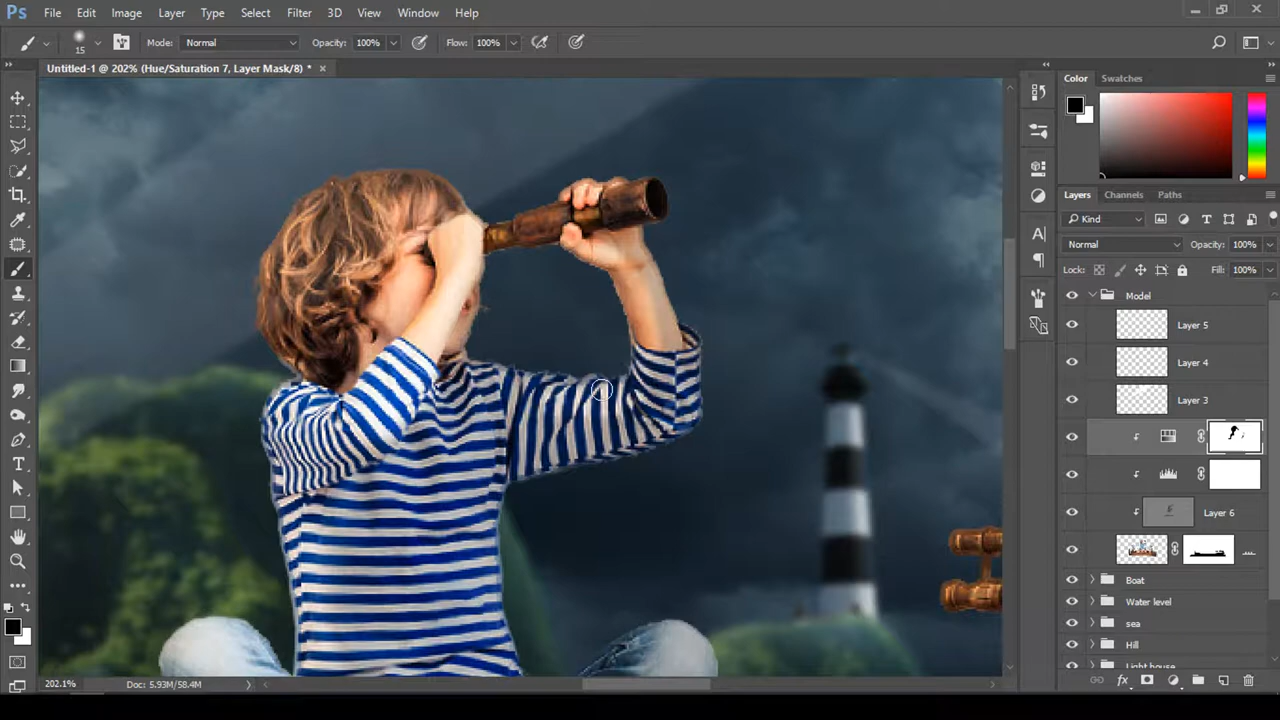 Ps File Edit Image Layer Type Select Filter 3D View Window Help
15 Mode: Normal Opacity: 100% Flow: 100%
Untitled-1 @ 202% (Hue/Saturation 7, Layer Mask/8) * ×
Color Swatches
Layers Channels Paths
Kind
Normal Opacity: 100%
Lock: Fill: 100%
Model
Layer 5
Layer 4
Layer 3
Layer 6
Boat
Water level
sea
Hill
Light house
202.1% Doc: 5.93M/58.4M